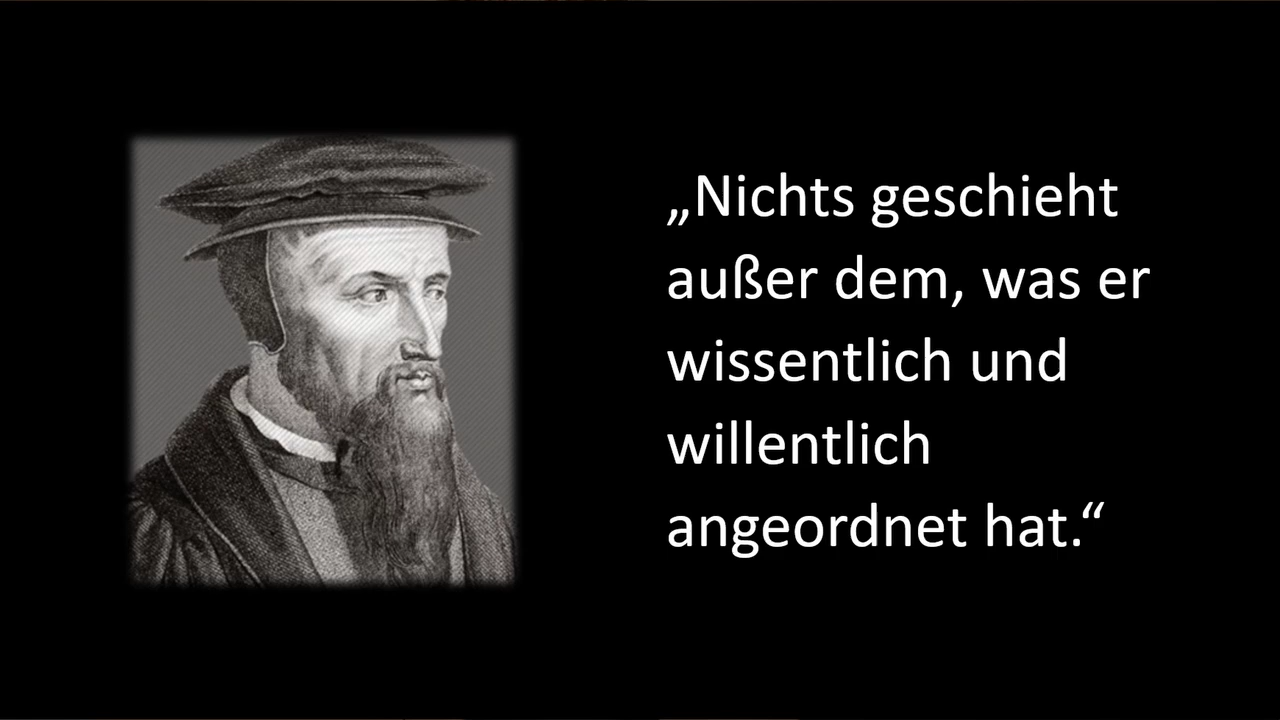 „Nichts geschieht
außer dem, was er
wissentlich und
willentlich
angeordnet hat.“